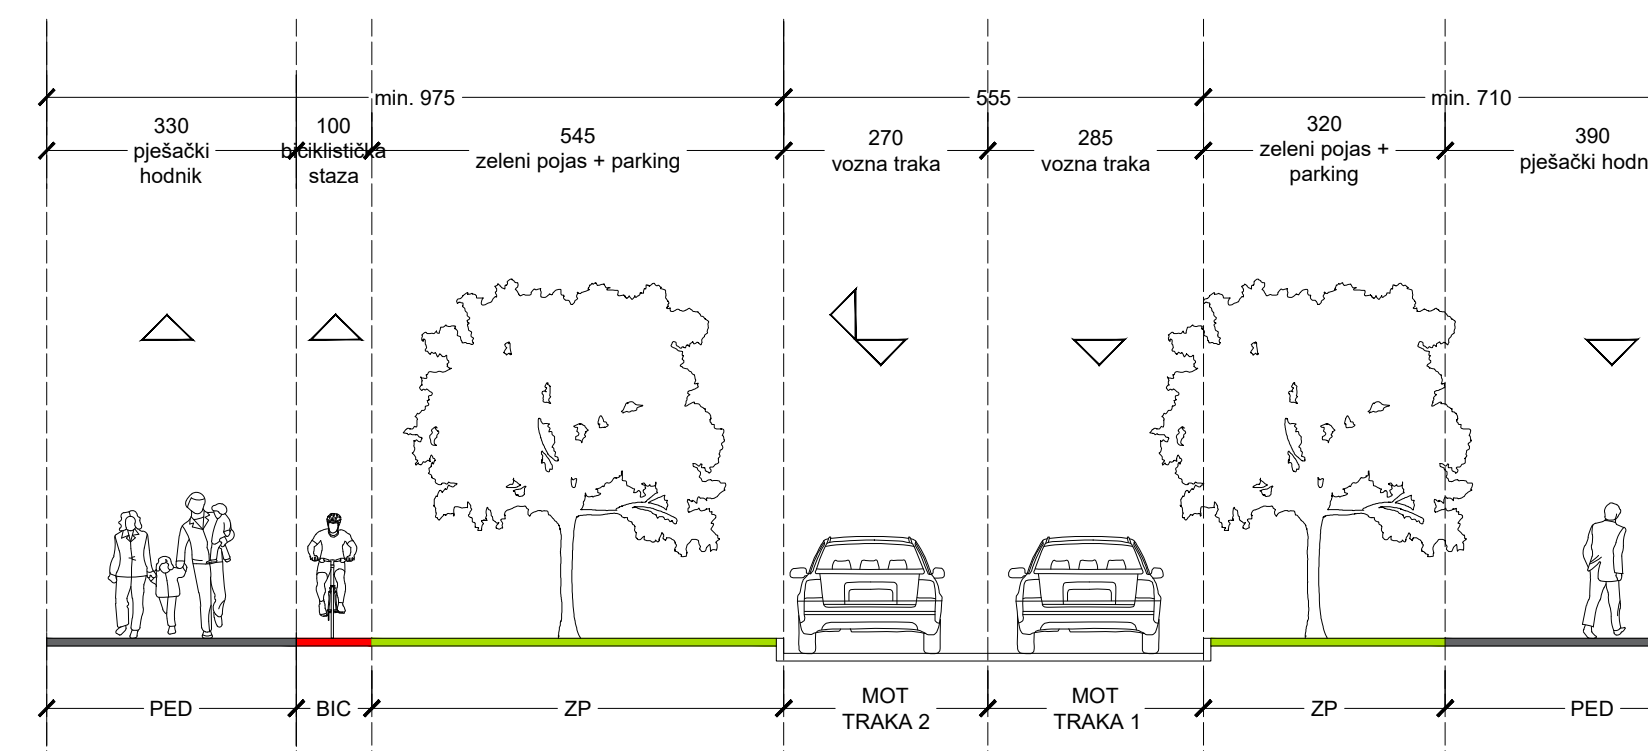 min. 975
555
min. 710
330
pješački
hodnik
100
biciklistička
staza
545
zeleni pojas + parking
270
vozna traka
285
vozna traka
320
zeleni pojas +
parking
390
pješački hodn
PED
BIC
ZP
MOT
TRAKA 2
MOT
TRAKA 1
ZP
PED